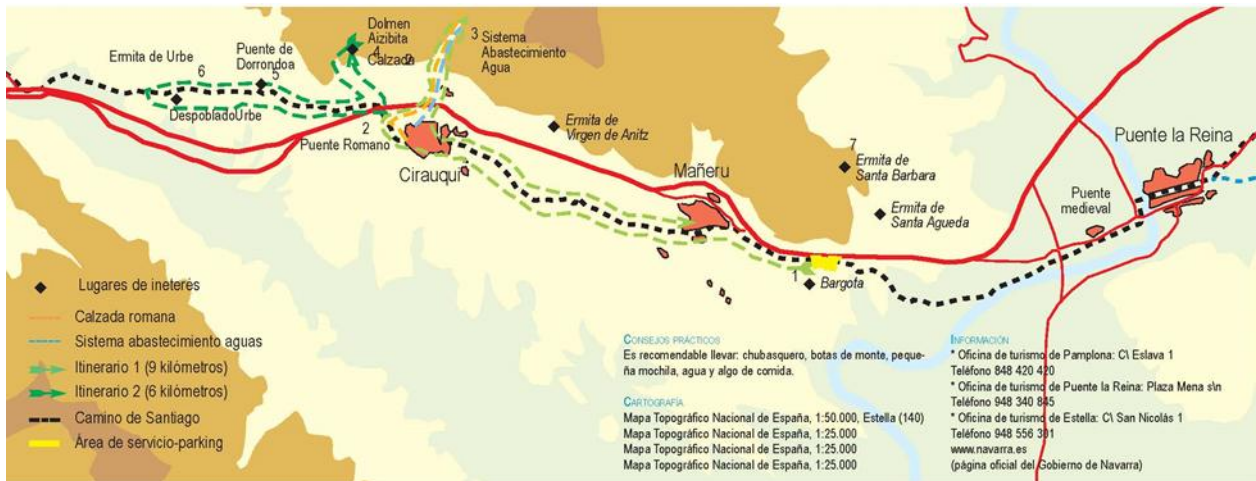 Dolmen
Aizibita
4
Calzada
2
3
Sistema
Abastecimiento
Agua
Ermita de Urbe
6
Puente de
Dorrondoa
5
DespobladoUrbe
2
Puente Romano
Cirauqui
Ermita de
Virgen de Anitz
Mañeru
7
Ermita de
Santa Barbara
Ermita de
Santa Agueda
Puente la Reina
Puente
medieval
1
Bargota
Lugares de ineterés
Calzada romana
Sistema abastecimiento aguas
Itinerario 1 (9 kilómetros)
Itinerario 2 (6 kilómetros)
Camino de Santiago
Área de servicio-parking
CONSEJOS PRÁCTICOS
Es recomendable llevar: chubasquero, botas de monte, peque-
ña mochila, agua y algo de comida.
CARTOGRAFÍA
Mapa Topográfico Nacional de España, 1:50.000, Estella (140)
Mapa Topográfico Nacional de España, 1:25.000
Mapa Topográfico Nacional de España, 1:25.000
Mapa Topográfico Nacional de España, 1:25.000
INFORMACIÓN
* Oficina de turismo de Pamplona: C\ Eslava 1
Teléfono 848 420 420
* Oficina de turismo de Puente la Reina: Plaza Mena s\n
Teléfono 948 340 845
* Oficina de turismo de Estella: C\ San Nicolás 1
Teléfono 948 556 301
www.navarra.es
(página oficial del Gobierno de Navarra)